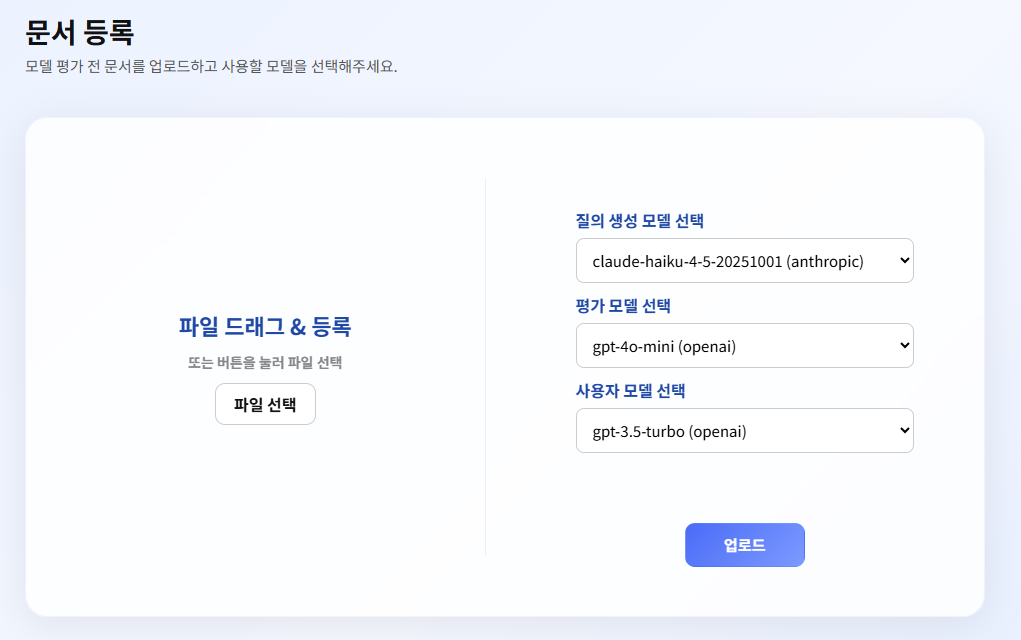 문서 등록
모델 평가 전 문서를 업로드하고 사용할 모델을 선택해주세요.
파일 드래그 & 등록
또는 버튼을 눌러 파일 선택
파일 선택
질의 생성 모델 선택
claude-haiku-4-5-20251001 (anthropic)
평가 모델 선택
gpt-4o-mini (openai)
사용자 모델 선택
gpt-3.5-turbo (openai)
업로드